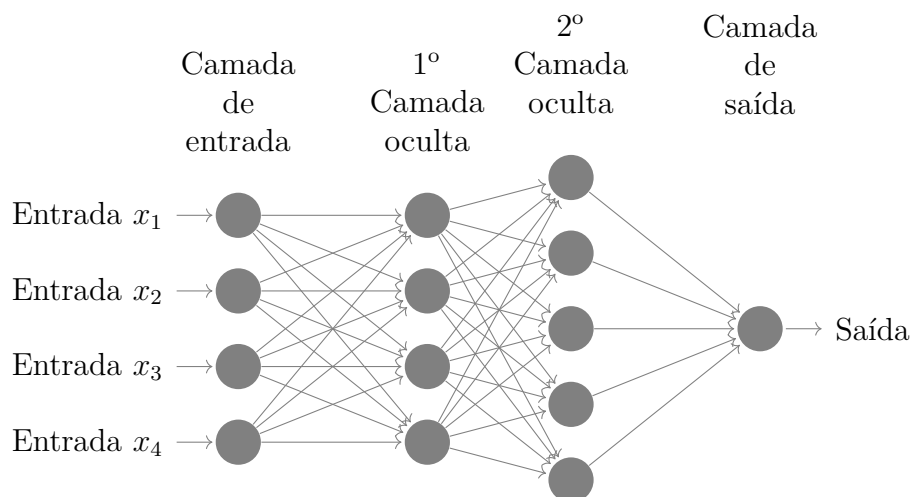 Camada
de
entrada
1º
Camada
oculta
2º
Camada
oculta
Camada
de
saída
Entrada x₁
Entrada x₂
Entrada x₃
Entrada x₄
Saída